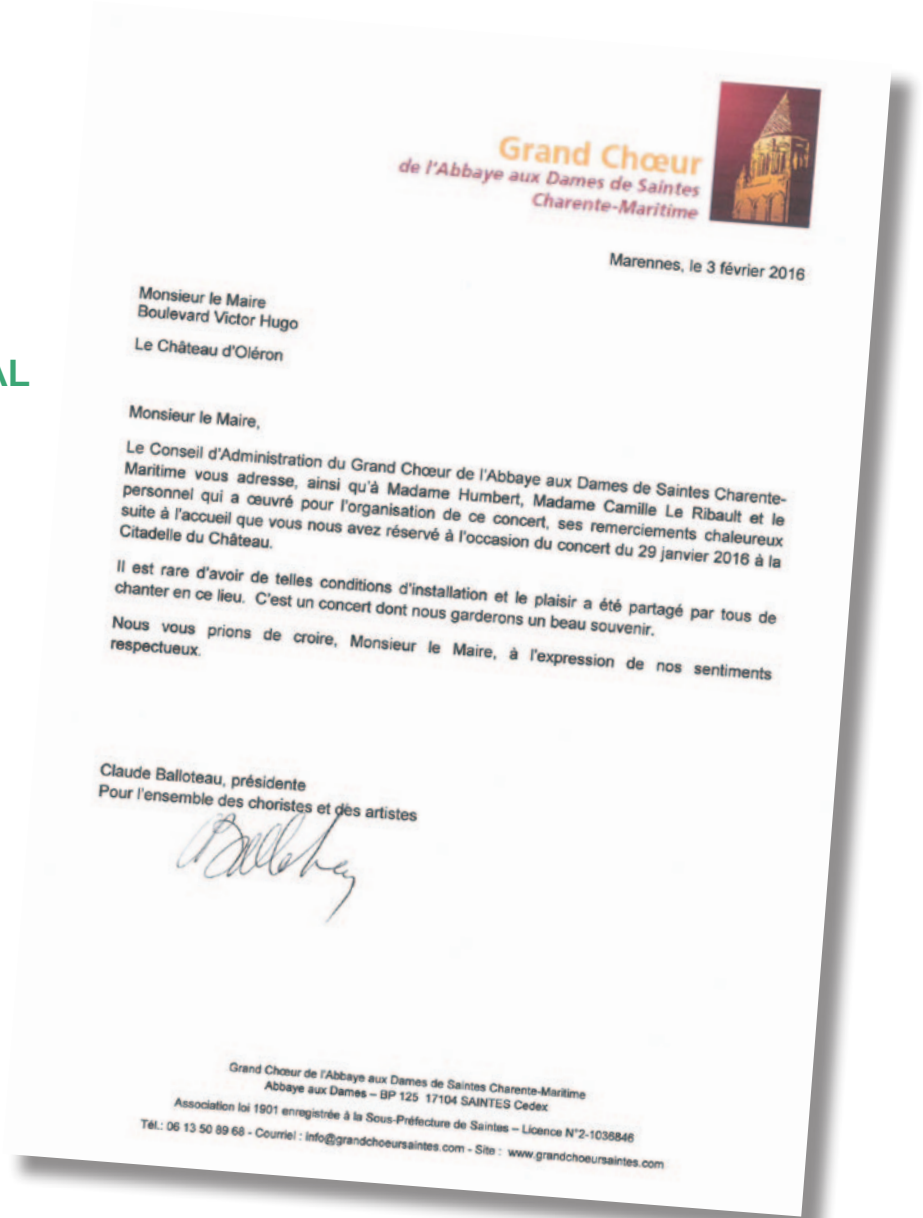 Grand Chœur
de l'Abbaye aux Dames de Saintes
Charente-Maritime
Marennes, le 3 février 2016
Monsieur le Maire
Boulevard Victor Hugo
Le Château d'Oléron
AL
Monsieur le Maire,
Le Conseil d'Administration du Grand Chœur de l'Abbaye aux Dames de Saintes Charente-
Maritime vous adresse, ainsi qu'à Madame Humbert, Madame Camille Le Ribault et le
personnel qui a œuvré pour l'organisation de ce concert, ses remerciements chaleureux
suite à l'accueil que vous nous avez réservé à l'occasion du concert du 29 janvier 2016 à la
Citadelle du Château.
Il est rare d'avoir de telles conditions d'installation et le plaisir a été partagé par tous de
chanter en ce lieu. C'est un concert dont nous garderons un beau souvenir.
Nous vous prions de croire, Monsieur le Maire, à l'expression de nos sentiments
respectueux.
Claude Balloteau, présidente
Pour l'ensemble des choristes et des artistes
Grand Chœur de l'Abbaye aux Dames de Saintes Charente-Maritime
Abbaye aux Dames – BP 125 17104 SAINTES Cedex
Association loi 1901 enregistrée à la Sous-Préfecture de Saintes – Licence N°2-1036846
Tél.: 06 13 50 89 68 - Courriel : info@grandchoeursaintes.com - Site : www.grandchoeursaintes.com